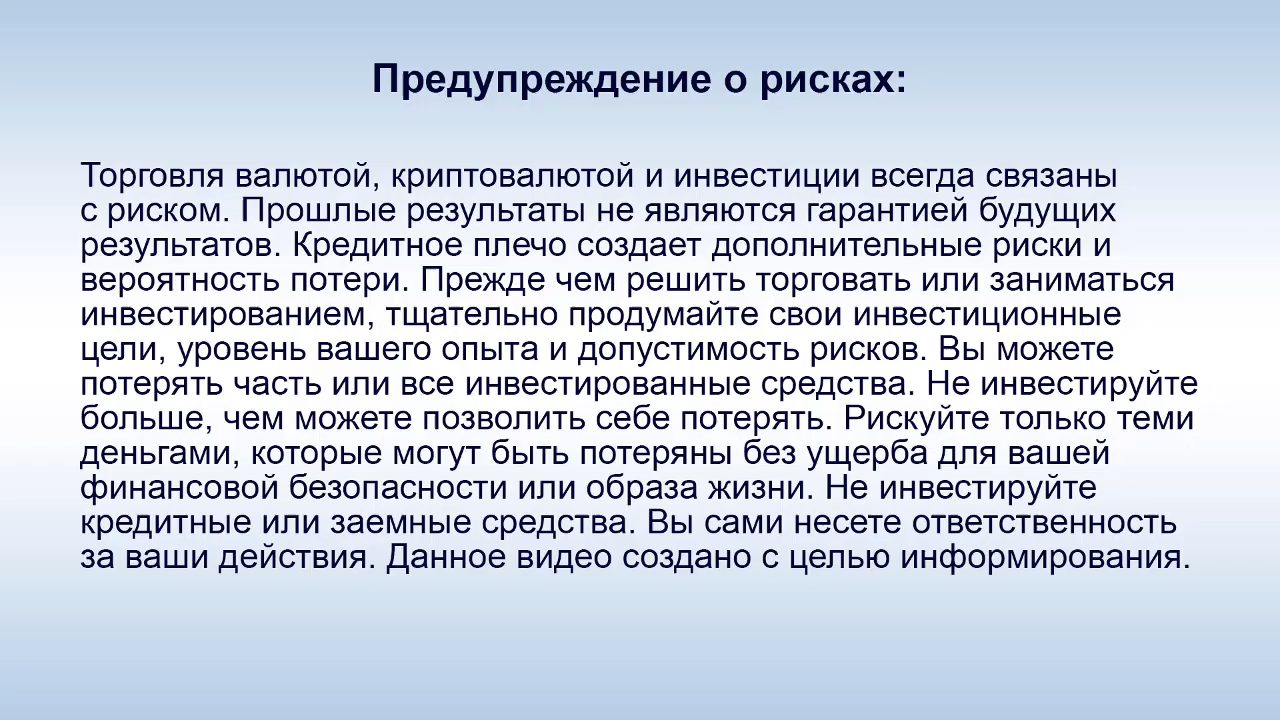 Предупреждение о рисках:
Торговля валютой, криптовалютой и инвестиции всегда связаны
с риском. Прошлые результаты не являются гарантией будущих
результатов. Кредитное плечо создает дополнительные риски и
вероятность потери. Прежде чем решить торговать или заниматься
инвестированием, тщательно продумайте свои инвестиционные
цели, уровень вашего опыта и допустимость рисков. Вы можете
потерять часть или все инвестированные средства. Не инвестируйте
больше, чем можете позволить себе потерять. Рискуйте только теми
деньгами, которые могут быть потеряны без ущерба для вашей
финансовой безопасности или образа жизни. Не инвестируйте
кредитные или заемные средства. Вы сами несете ответственность
за ваши действия. Данное видео создано с целью информирования.